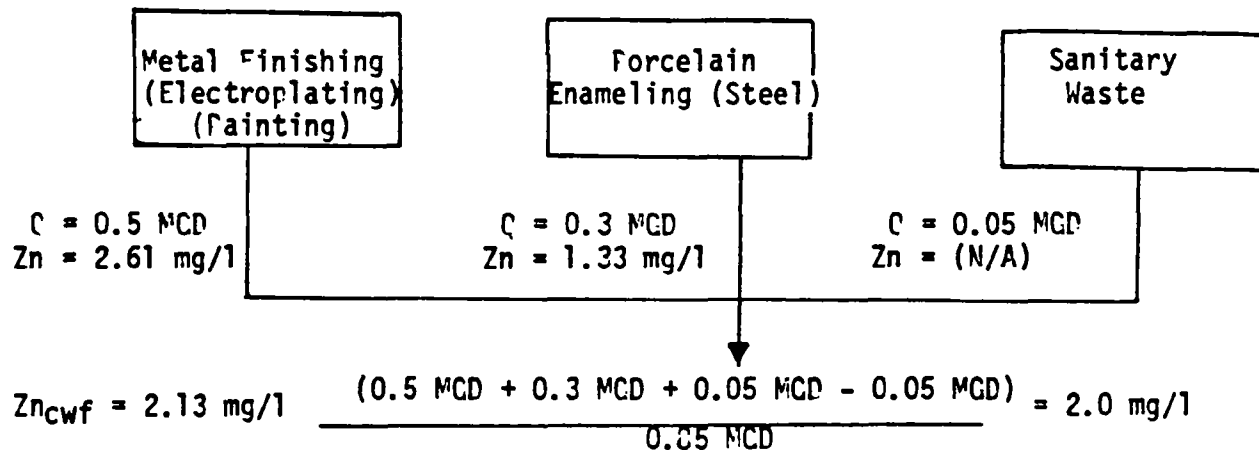 Metal Finishing
(Electroplating)
(Painting)
Porcelain
Enameling (Steel)
Sanitary
Waste
Q = 0.5 MGD
Zn = 2.61 mg/l
Q = 0.3 MGD
Zn = 1.33 mg/l
Q = 0.05 MGD
Zn = (N/A)
Zncwf = 2.13 mg/l (0.5 MGD + 0.3 MGD + 0.05 MGD - 0.05 MGD) = 2.0 mg/l
0.85 MGD